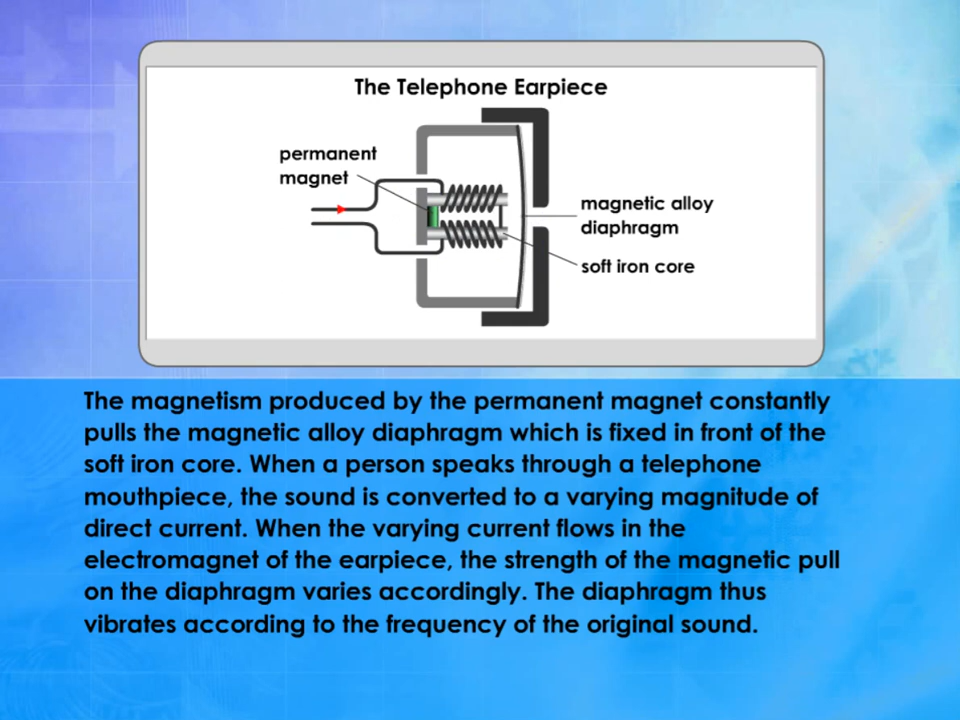 The Telephone Earpiece
permanent
magnet
magnetic alloy
diaphragm
soft iron core
The magnetism produced by the permanent magnet constantly
pulls the magnetic alloy diaphragm which is fixed in front of the
soft iron core. When a person speaks through a telephone
mouthpiece, the sound is converted to a varying magnitude of
direct current. When the varying current flows in the
electromagnet of the earpiece, the strength of the magnetic pull
on the diaphragm varies accordingly. The diaphragm thus
vibrates according to the frequency of the original sound.